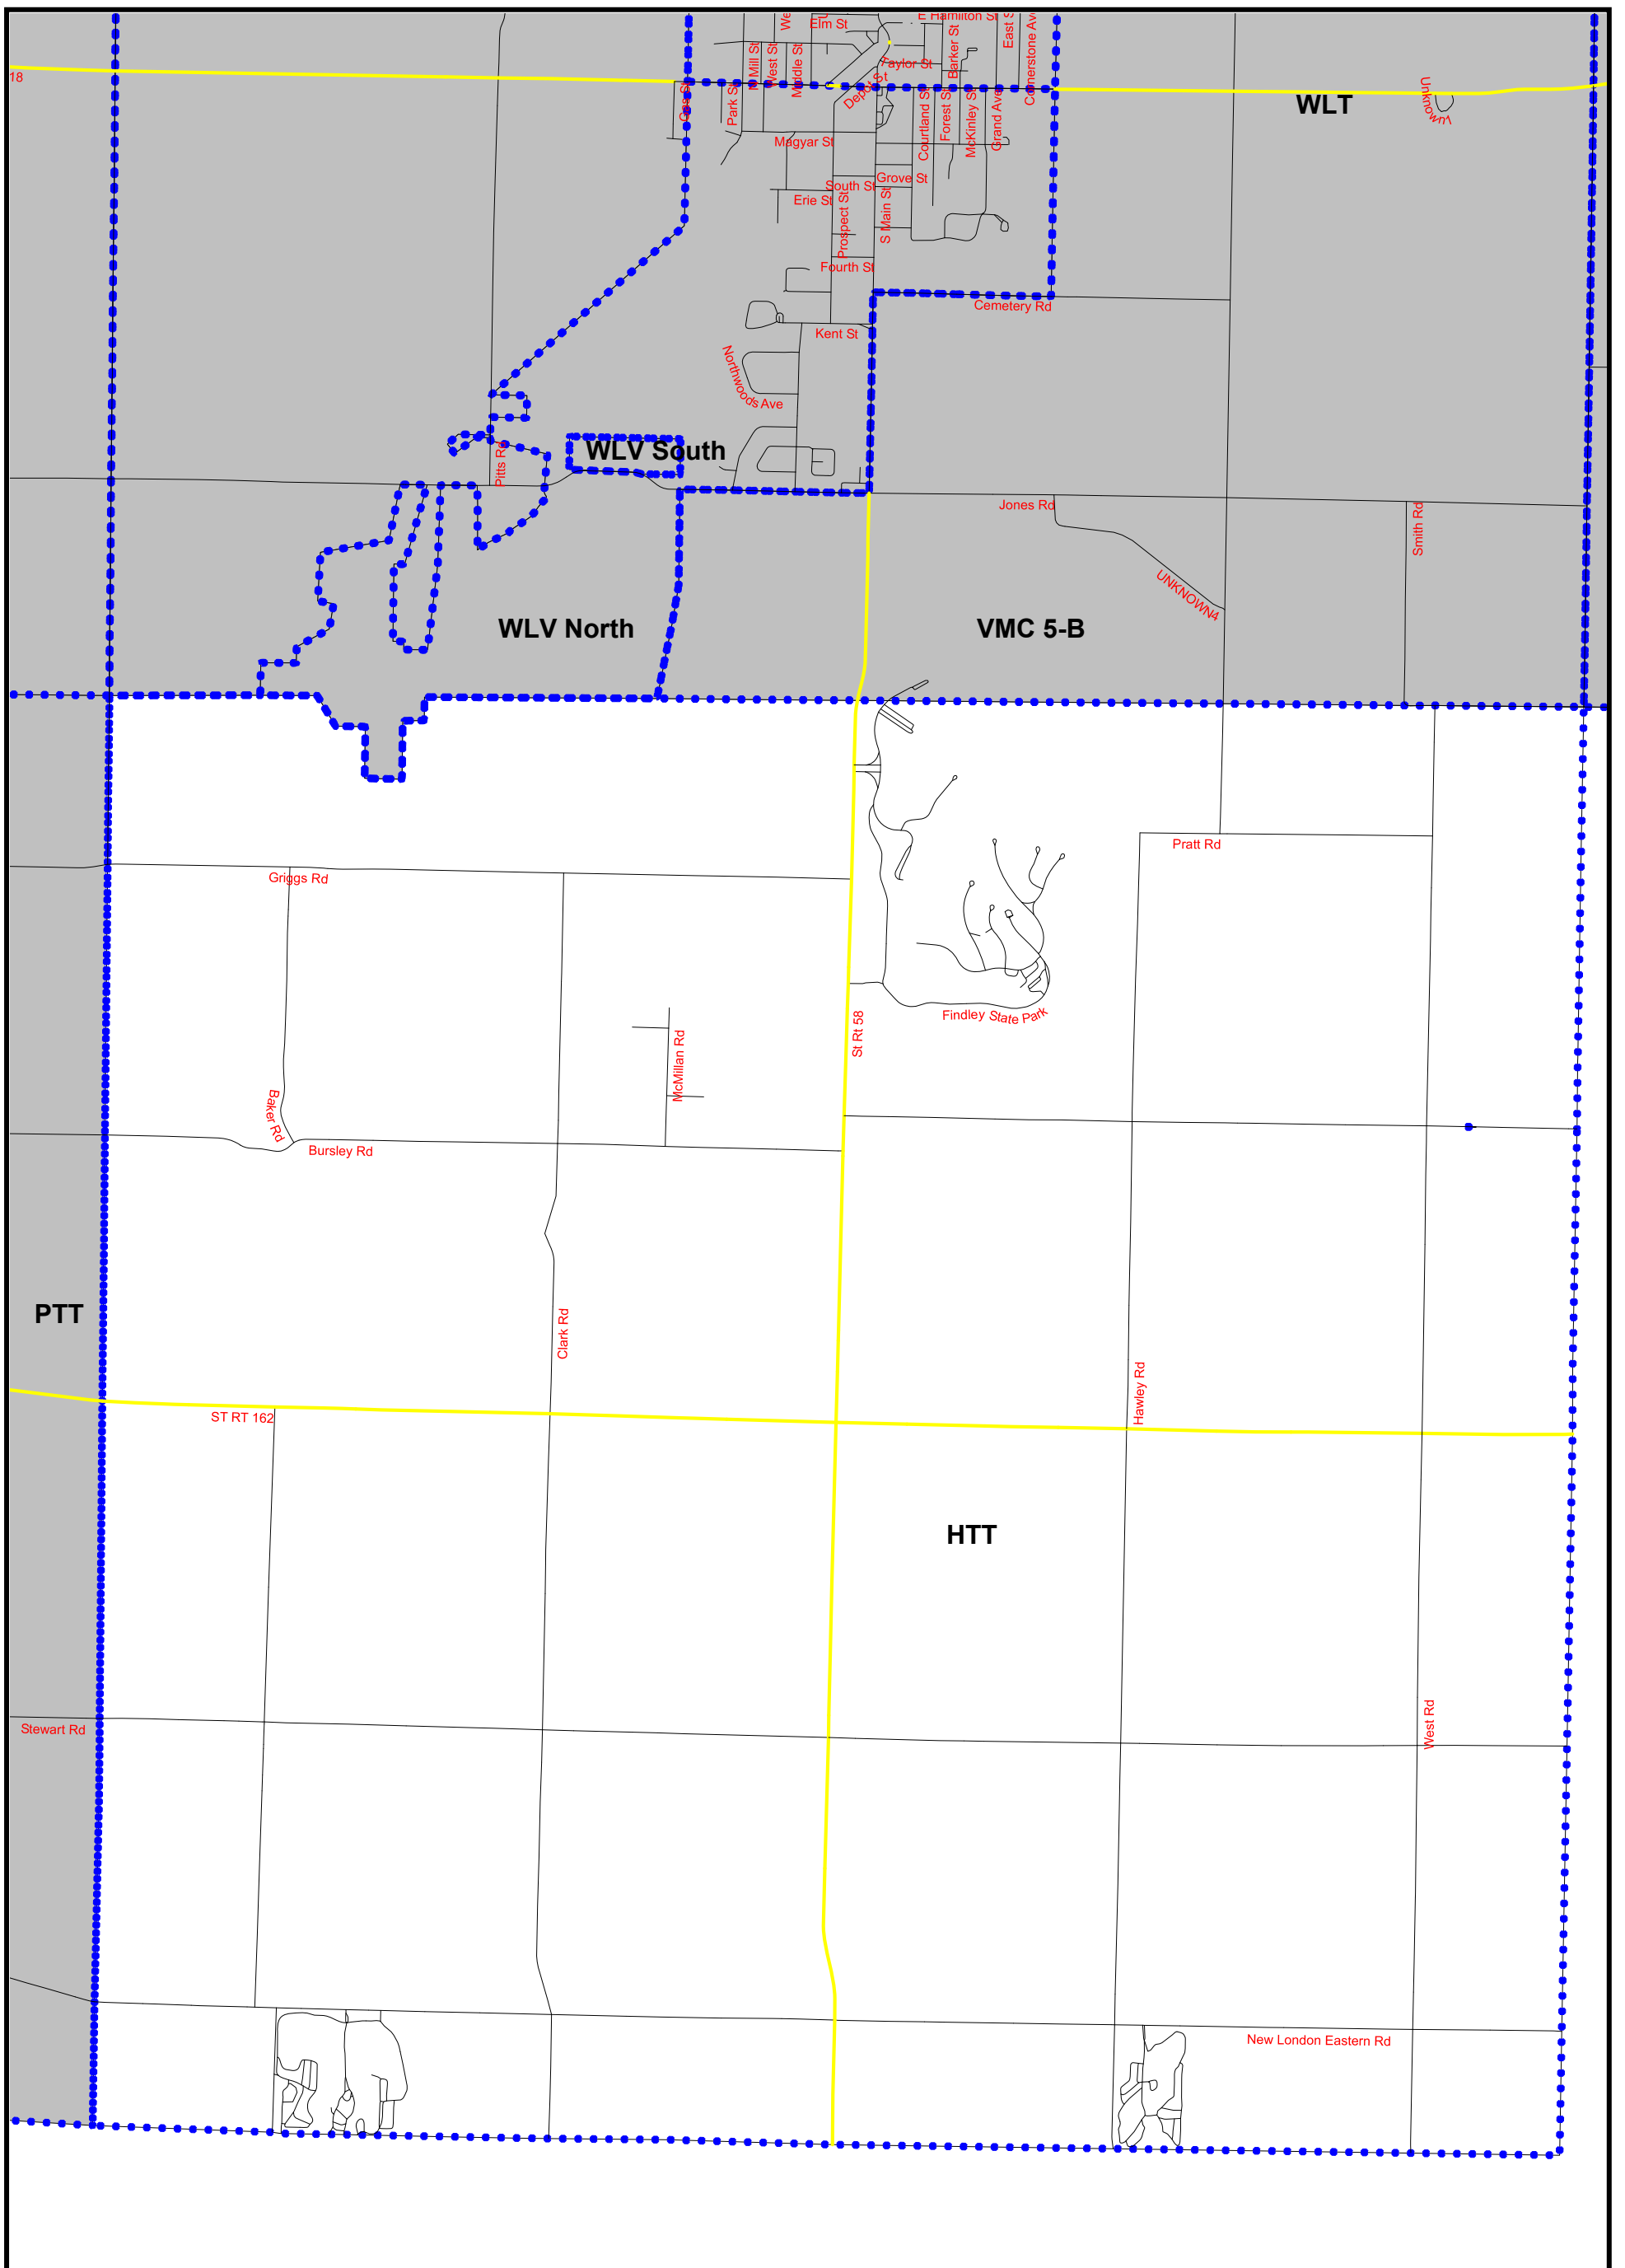 E Hamilton St
Elm St
East S
Cornerstone Av
18
Mill St
West St
Middle St
Taylor St
Barker St
Depot St
WLT
Unknown7
Gas St
Park St
Courtland St
Forest St
McKinley St
Grand Ave
Magyar St
South St
Grove St
Erie St
Prospect St
S Main St
Fourth St
Cemetery Rd
Kent St
Northwoods Ave
Pitts Rd
WLV South
Jones Rd
Smith Rd
UNKNOWN4
WLV North
VMC 5-B
Pratt Rd
Griggs Rd
Findley State Park
St Rt 58
McMillan Rd
Baker Rd
Bursley Rd
PTT
Clark Rd
Hawley Rd
ST RT 162
HTT
Stewart Rd
West Rd
New London Eastern Rd